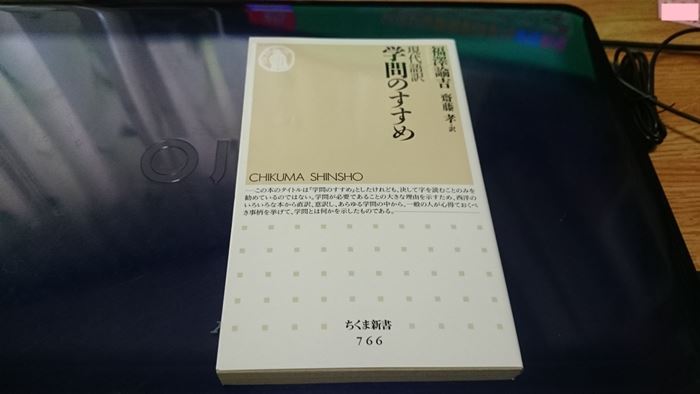 福澤諭吉 齋藤孝・訳
現代語訳
学問のすすめ
CHIKUMA SHINSHO
―この本のタイトルは『学問のすすめ』としたけれども、決して字を読むことのみを
勧めているのではない。学問が必要であることの大きな理由を示すため、西洋の
いろいろな本から直訳、意訳し、あらゆる学問の中から、一般の人が心得ておくべ
き事柄を挙げて、学問とは何かを示したものである。
ちくま新書
766